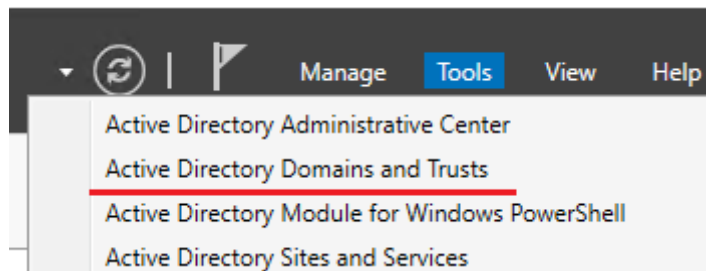 Manage Tools View Help
Active Directory Administrative Center
Active Directory Domains and Trusts
Active Directory Module for Windows PowerShell
Active Directory Sites and Services